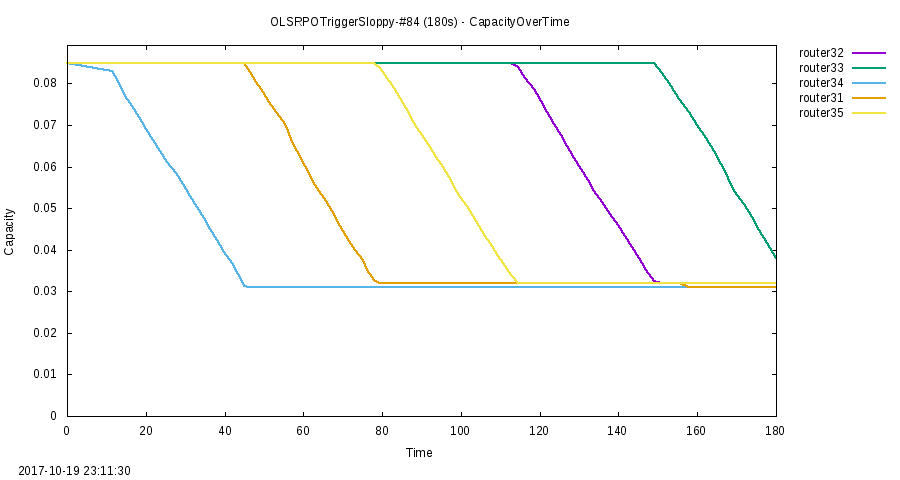 OLSRPOTriggerSloppy-#84 (180s) - CapacityOverTime
router32
router33
router34
router31
router35
Capacity
0.08
0.07
0.06
0.05
0.04
0.03
0.02
0.01
0
0 20 40 60 80 100 120 140 160 180
Time
2017-10-19 23:11:30